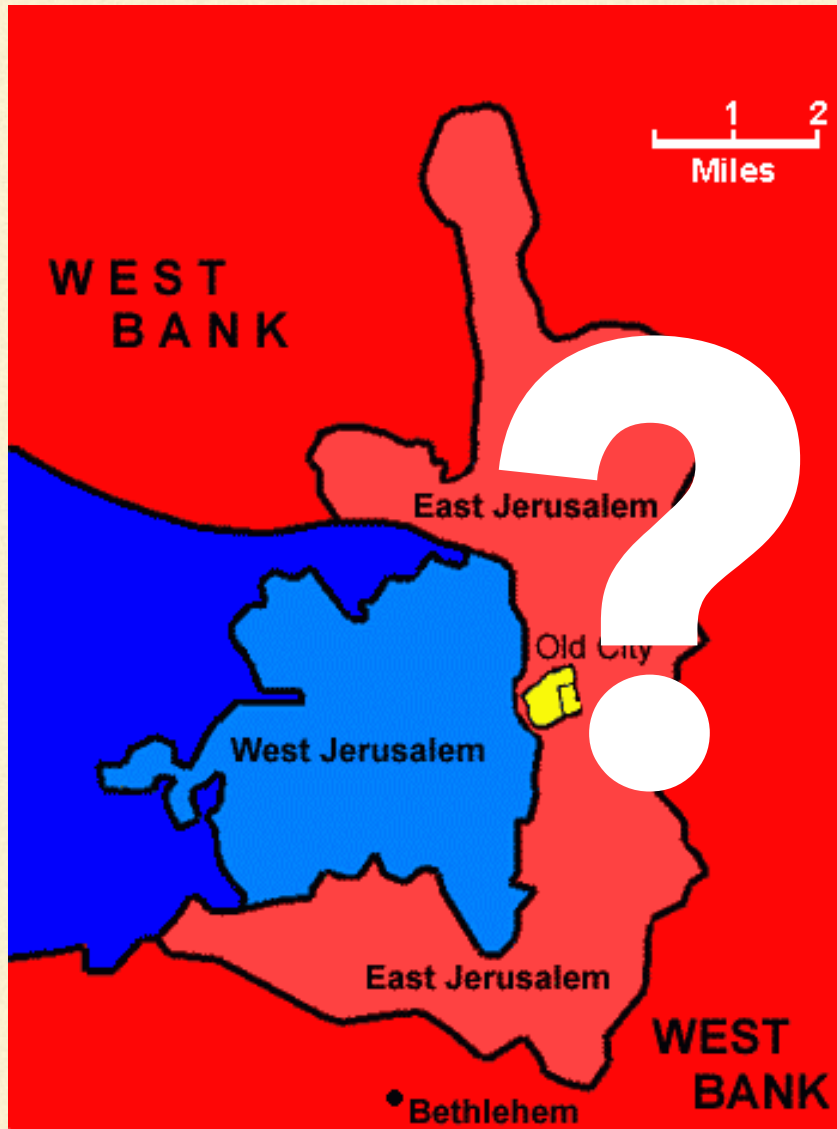 1 2
Miles
WEST
BANK
East Jerusalem
Old City
West Jerusalem
East Jerusalem
WEST
BANK
Bethlehem
?